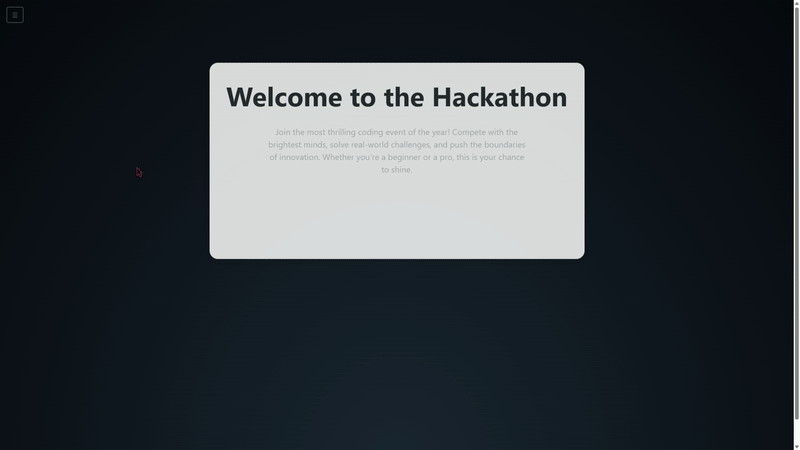 Welcome to the Hackathon
Join the most thrilling coding event of the year! Compete with the
brightest minds, solve real-world challenges, and push the boundaries
of innovation. Whether you're a beginner or a pro, this is your chance
to shine.